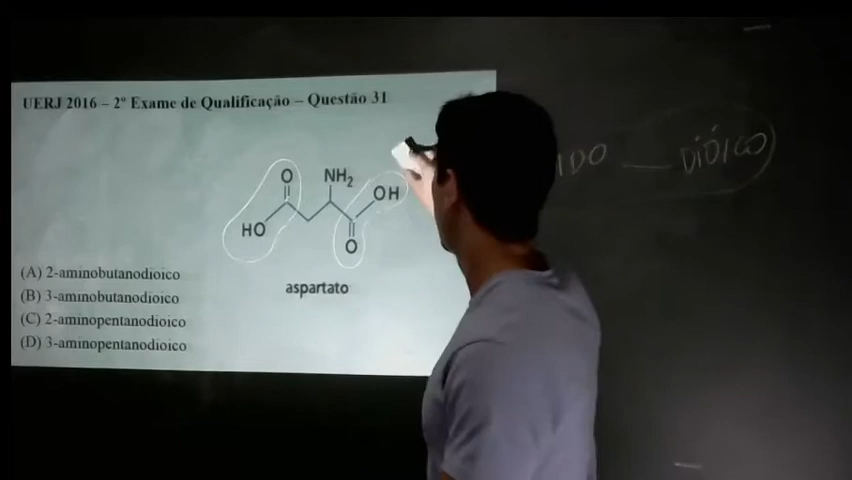 UERJ 2016 – 2º Exame de Qualificação – Questão 31
O
NH2
OH
HO
O
aspartato
(A) 2-aminobutanodioico
(B) 3-aminobutanodioico
(C) 2-aminopentanodioico
(D) 3-aminopentanodioico
DIÓICO